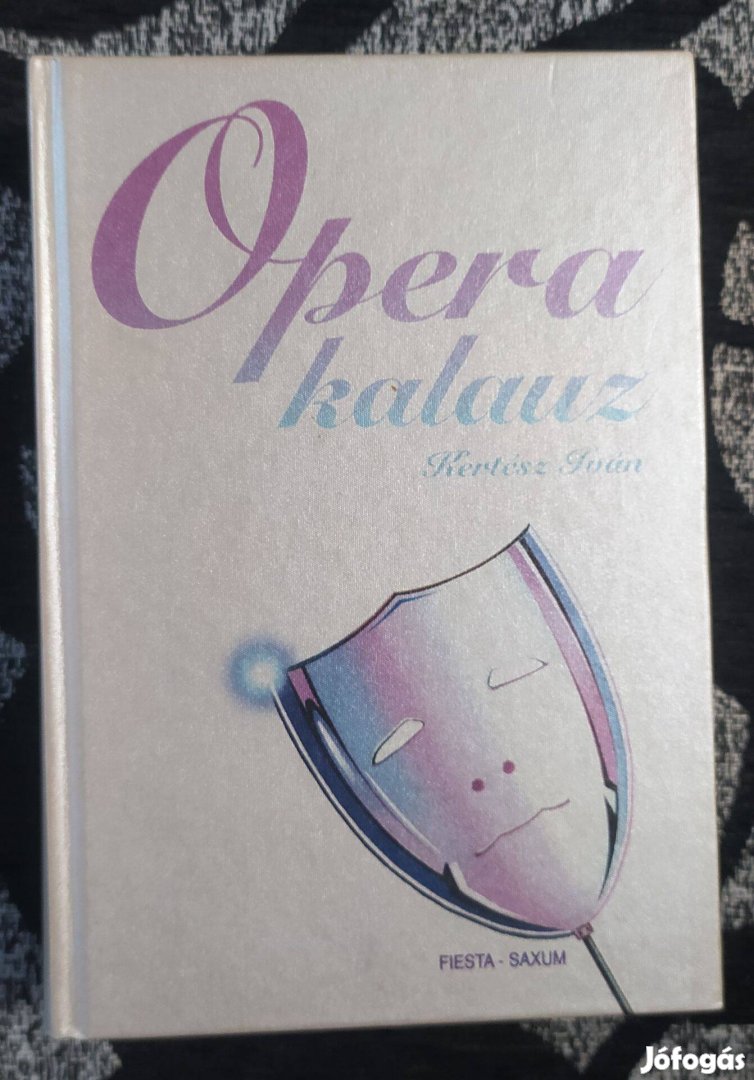 Opera
kalauz
Kertész Iván
FIESTA - SAXUM
Jófogás